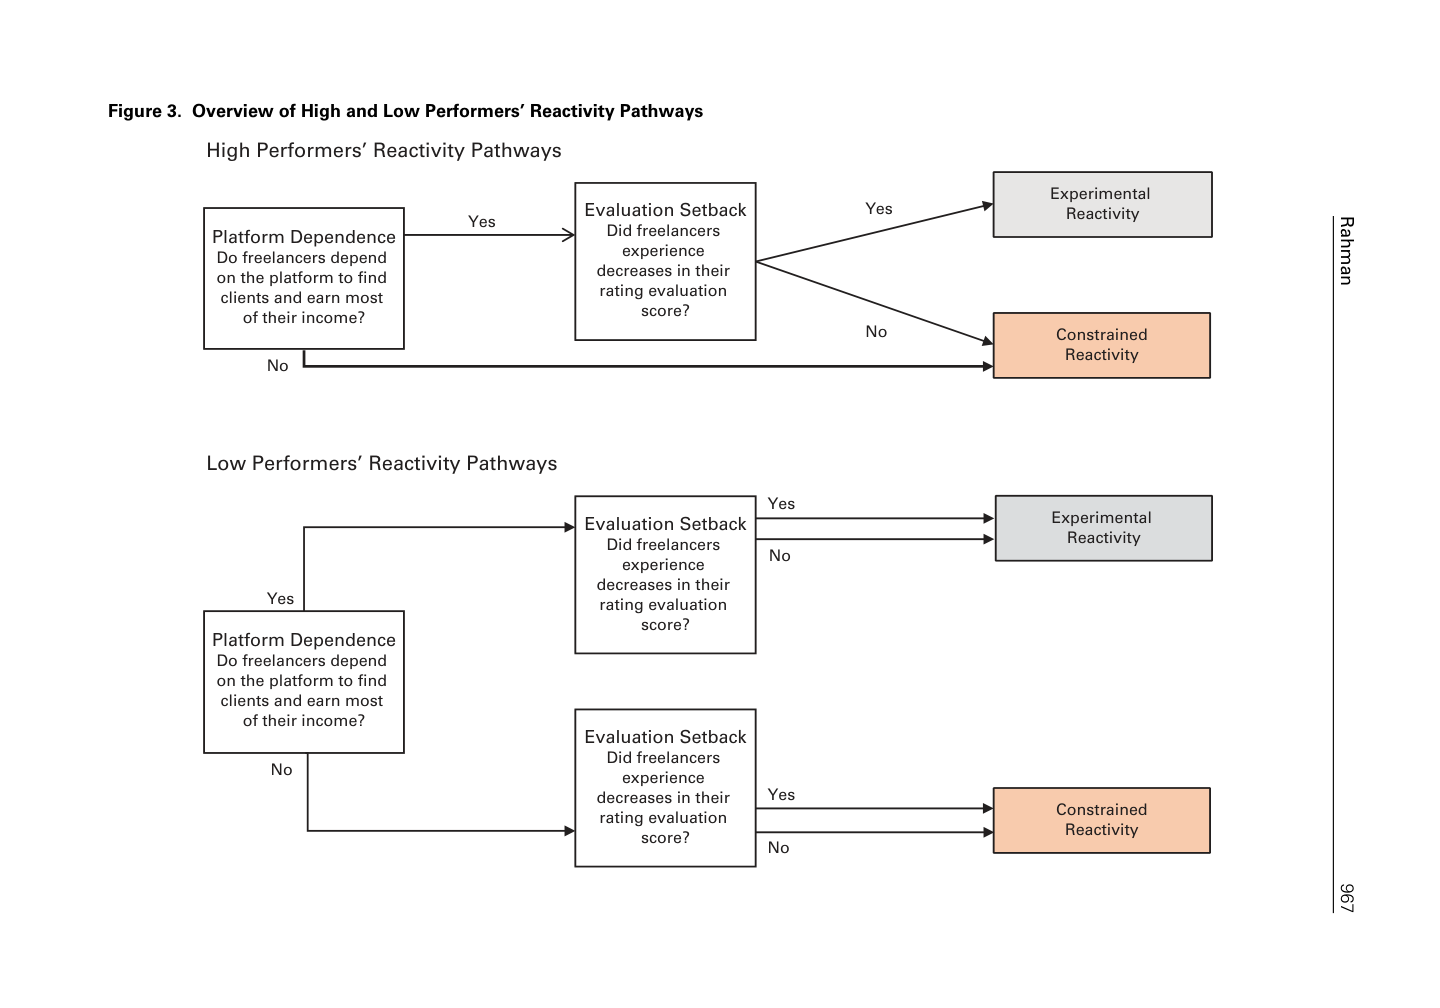 Figure 3. Overview of High and Low Performers' Reactivity Pathways
High Performers' Reactivity Pathways
Platform Dependence
Do freelancers depend
on the platform to find
clients and earn most
of their income?
Yes
No
Evaluation Setback
Did freelancers
experience
decreases in their
rating evaluation
score?
Yes
No
Experimental
Reactivity
Constrained
Reactivity
Low Performers' Reactivity Pathways
Platform Dependence
Do freelancers depend
on the platform to find
clients and earn most
of their income?
Yes
No
Evaluation Setback
Did freelancers
experience
decreases in their
rating evaluation
score?
Yes
No
Experimental
Reactivity
Evaluation Setback
Did freelancers
experience
decreases in their
rating evaluation
score?
Yes
No
Constrained
Reactivity
Rahman
967